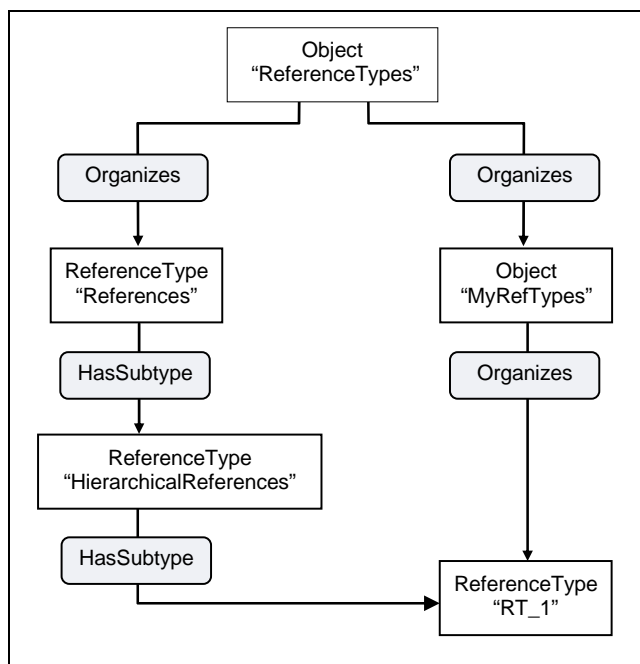 Object
“ReferenceTypes”
Organizes
Organizes
ReferenceType
“References”
Object
“MyRefTypes”
HasSubtype
Organizes
ReferenceType
“HierarchicalReferences”
HasSubtype
ReferenceType
“RT_1”